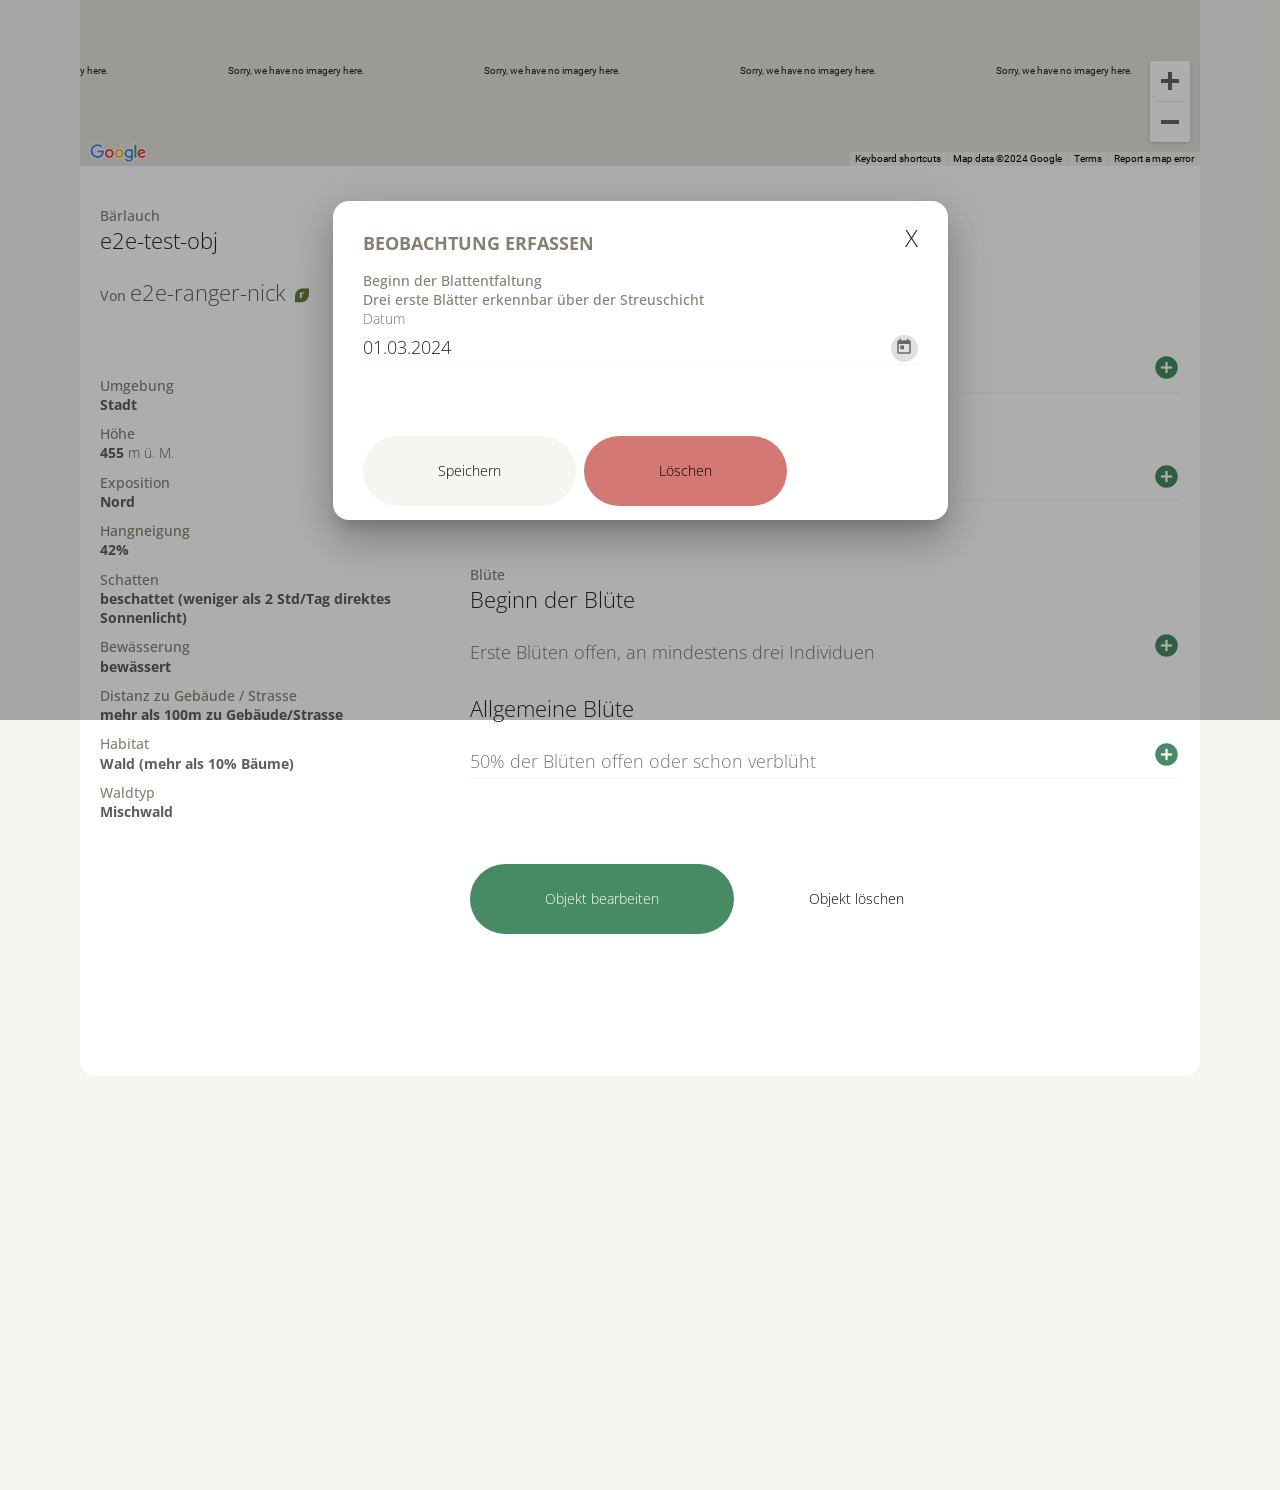 y here.
Sorry, we have no imagery here.
Sorry, we have no imagery here.
Sorry, we have no imagery here.
Sorry, we have no imagery here.
Google
Keyboard shortcuts
Map data ©2024 Google
Terms
Report a map error
Bärlauch
e2e-test-obj
Von e2e-ranger-nick r
Umgebung
Stadt
Höhe
455 m ü. M.
Exposition
Nord
Hangneigung
42%
Schatten
beschattet (weniger als 2 Std/Tag direktes
Sonnenlicht)
Bewässerung
bewässert
Distanz zu Gebäude / Strasse
mehr als 100m zu Gebäude/Strasse
Habitat
Wald (mehr als 10% Bäume)
Waldtyp
Mischwald
BEOBACHTUNG ERFASSEN
X
Beginn der Blattentfaltung
Drei erste Blätter erkennbar über der Streuschicht
Datum
01.03.2024
Speichern
Löschen
Blüte
Beginn der Blüte
Erste Blüten offen, an mindestens drei Individuen
Allgemeine Blüte
50% der Blüten offen oder schon verblüht
Objekt bearbeiten
Objekt löschen